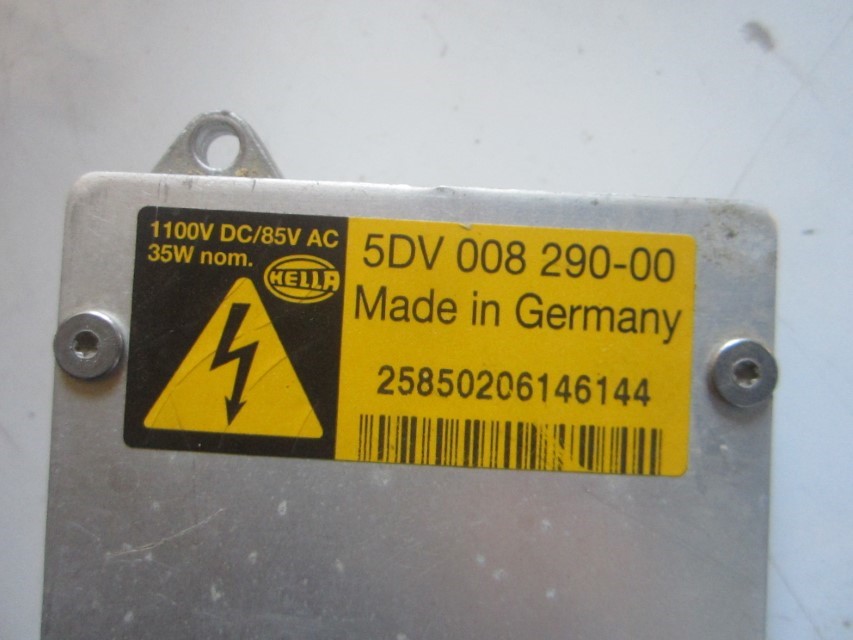 1100V DC/85V AC
35W nom.
HELLA
5DV 008 290-00
Made in Germany
25850206146144